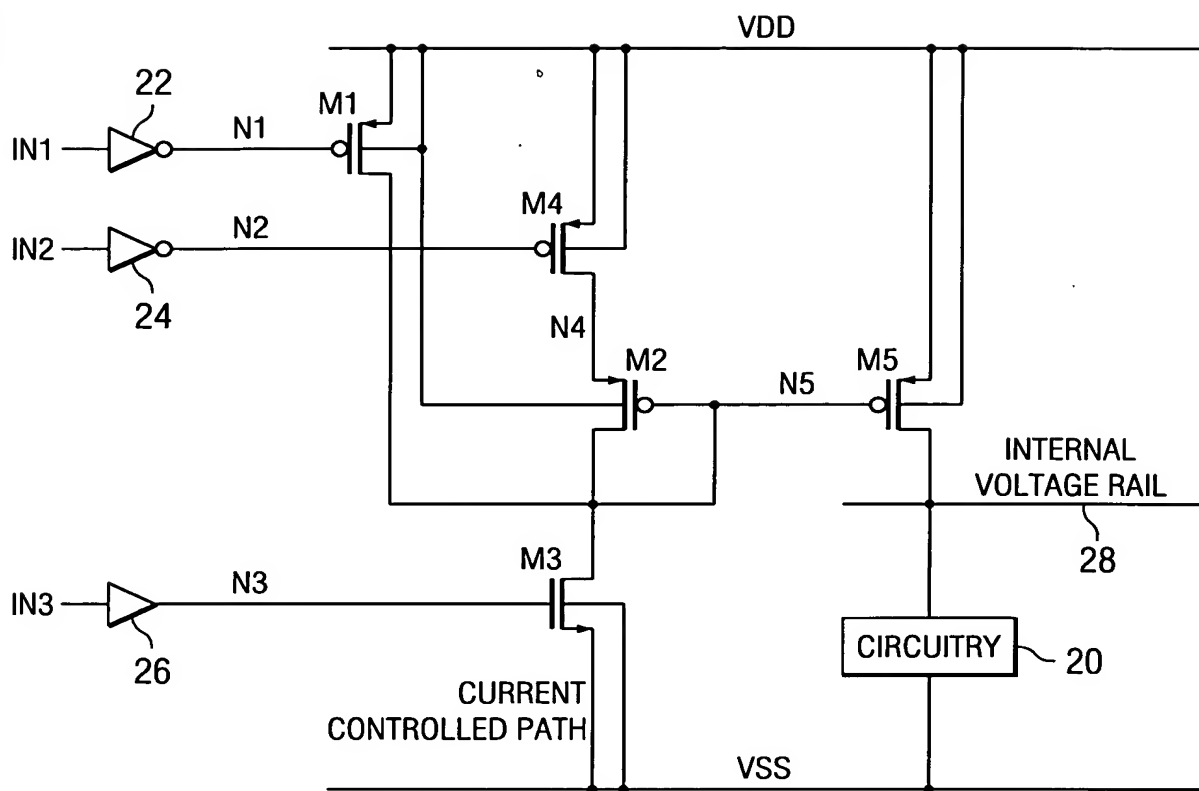 VDD
22
M1
IN1
N1
M4
IN2
N2
24
N4
M2
N5
M5
INTERNAL
VOLTAGE RAIL
28
M3
IN3
N3
26
CIRCUITRY
20
CURRENT
CONTROLLED PATH
VSS